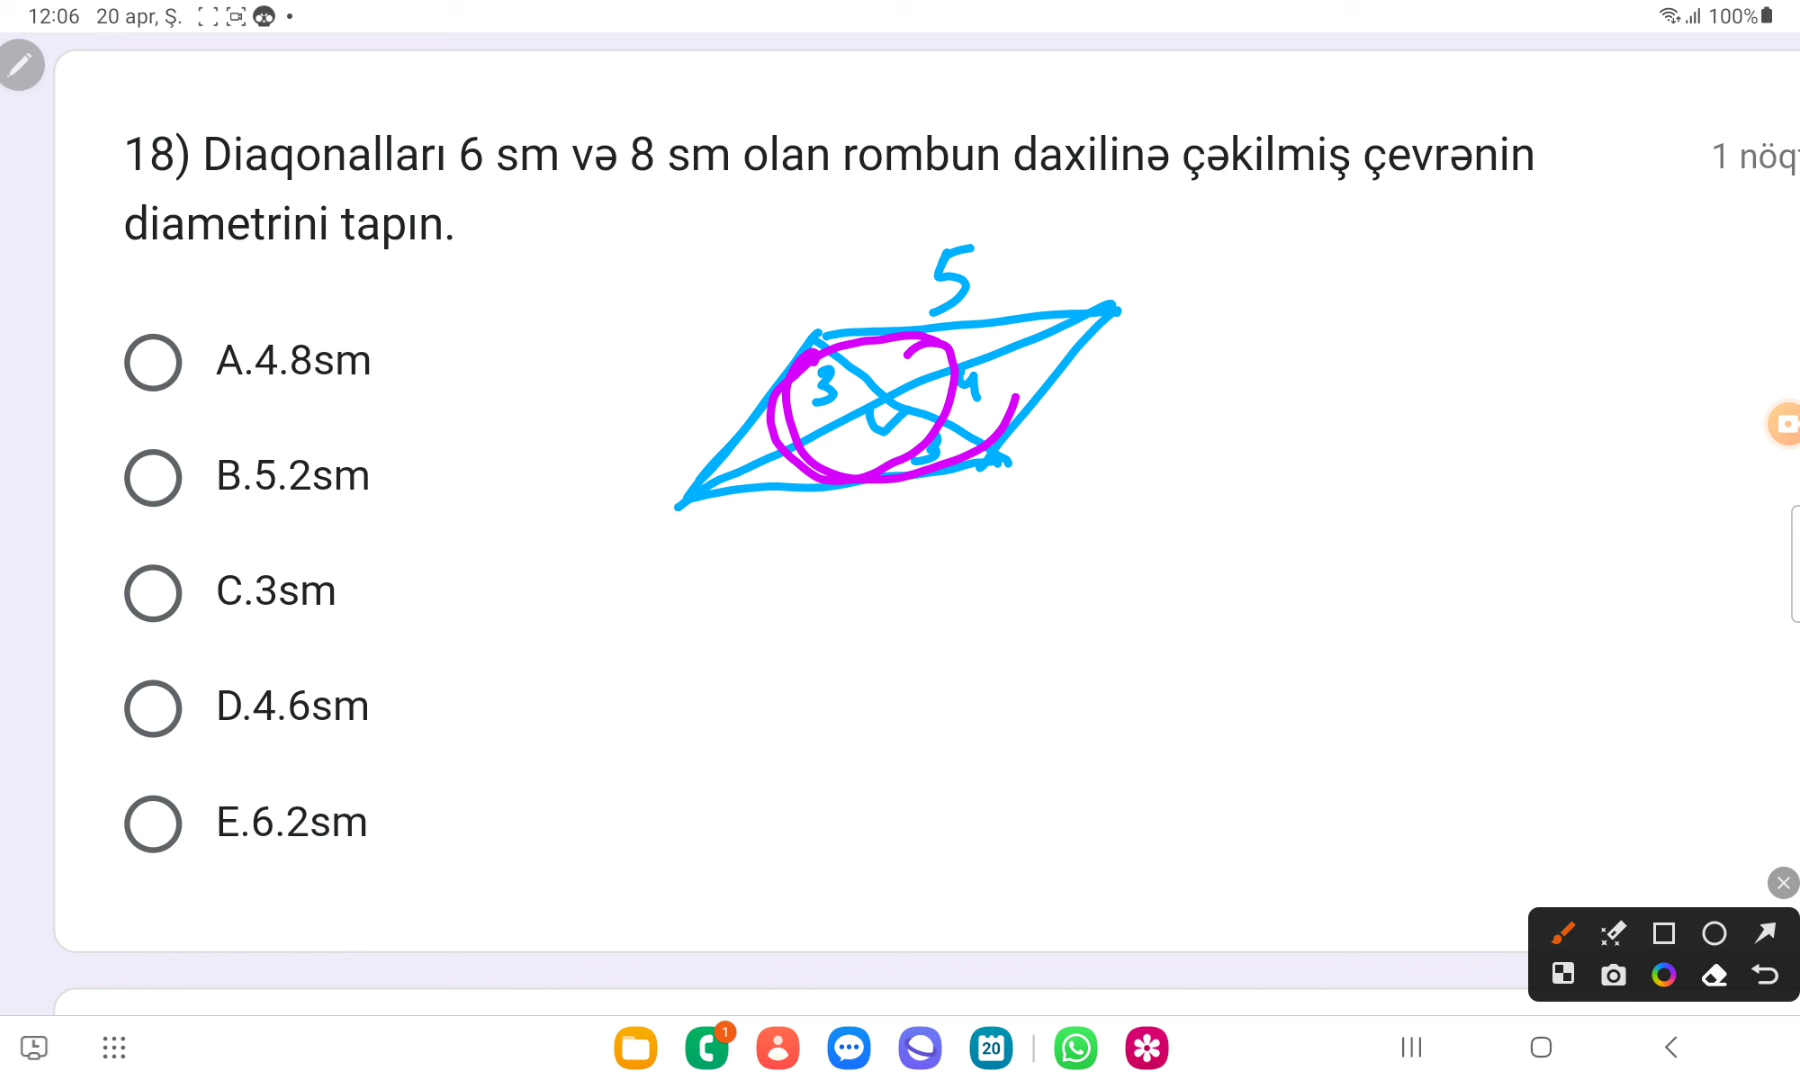 12:06 20 apr, Ş.
100%
18) Diaqonalları 6 sm və 8 sm olan rombun daxilinə çəkilmiş çevrənin
1 nöq
diametrini tapın.
5
3
4
3
A.4.8sm
B.5.2sm
C.3sm
D.4.6sm
E.6.2sm
1
20